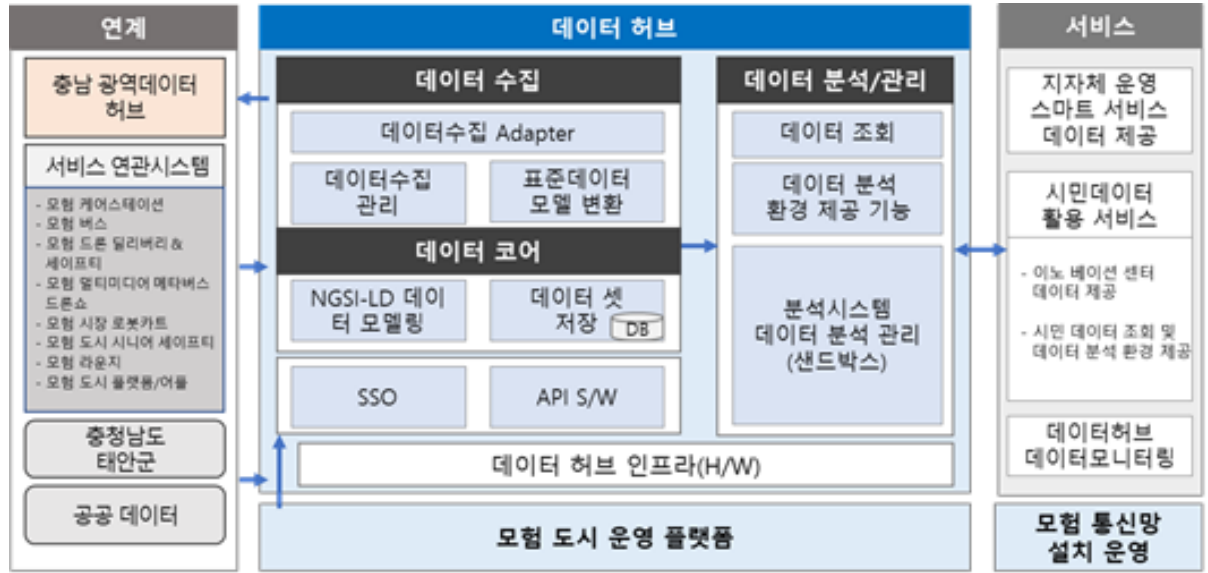 연계
충남 광역데이터
허브
서비스 연관시스템
- 모험 케어스테이션
- 모험 버스
- 모험 드론 딜리버리 &
세이프티
- 모험 멀티미디어 메타버스
드론쇼
- 모험 시장 로봇카트
- 모험 도시 시니어 세이프티
- 모험 라운지
- 모험 도시 플랫폼/어플
충청남도
태안군
공공 데이터
데이터 허브
데이터 수집
데이터수집 Adapter
데이터수집
관리
표준데이터
모델 변환
데이터 코어
NGSI-LD 데이
터 모델링
데이터 셋
저장
DB
SSO
API S/W
데이터 분석/관리
데이터 조회
데이터 분석
환경 제공 기능
분석시스템
데이터 분석 관리
(샌드박스)
데이터 허브 인프라(H/W)
모험 도시 운영 플랫폼
서비스
지자체 운영
스마트 서비스
데이터 제공
시민데이터
활용 서비스
- 이노 베이션 센터
데이터 제공
- 시민 데이터 조회 및
데이터 분석 환경 제공
데이터허브
데이터모니터링
모험 통신망
설치 운영